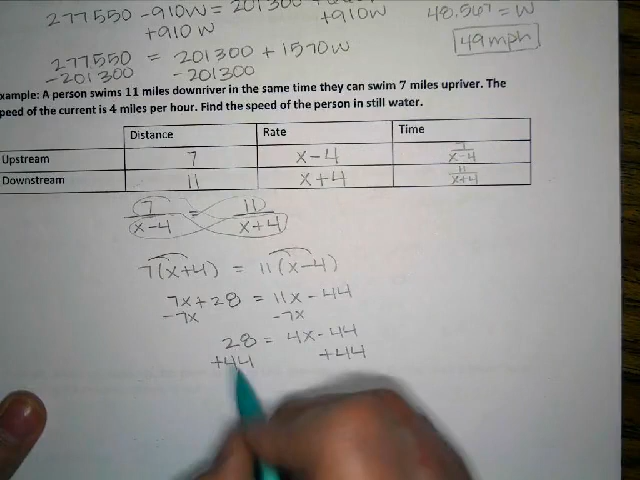 277550 - 910W = 201300
+910W +910W 48.567 = W
277550 = 201300 + 1570W 49mph
-201300 -201300
xample: A person swims 11 miles downriver in the same time they can swim 7 miles upriver. The
peed of the current is 4 miles per hour. Find the speed of the person in still water.
Distance Rate Time
Upstream 7 x-4 7/(x-4)
Downstream 11 x+4 11/(x+4)
7/(x-4) = 11/(x+4)
7(x+4) = 11(x-4)
7x+28 = 11x-44
-7x -7x
28 = 4x-44
+44 +44